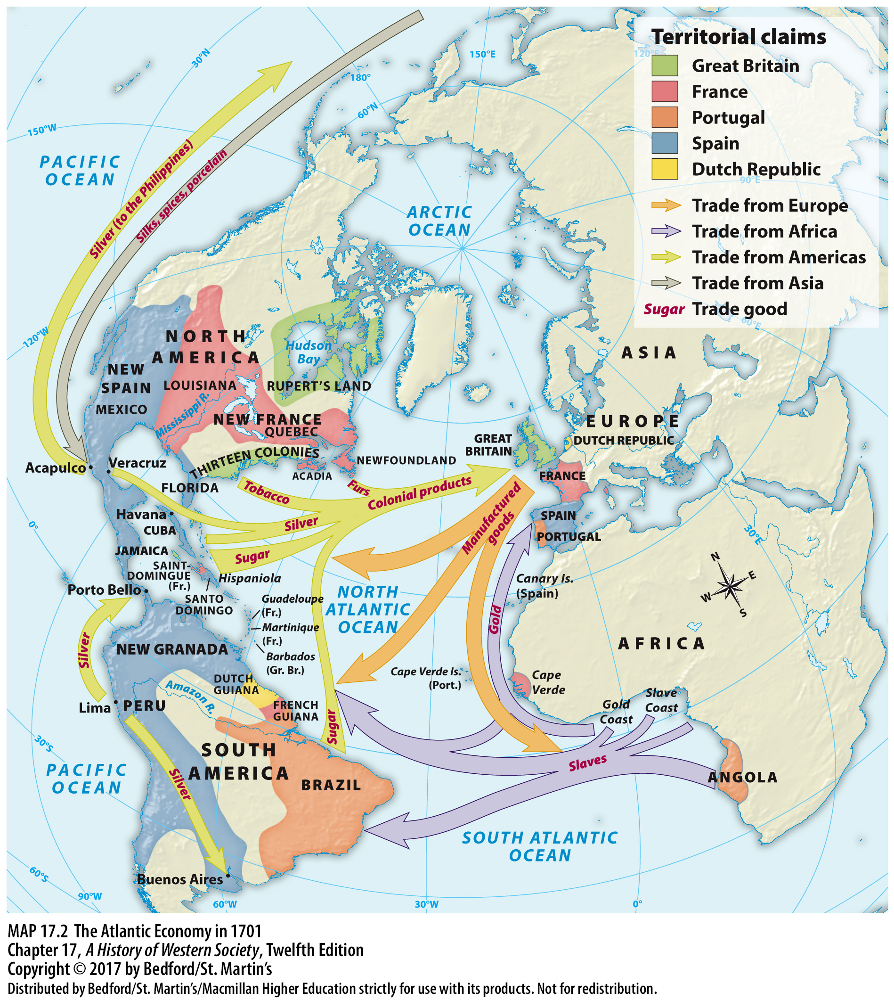 Territorial claims
Great Britain
France
Portugal
Spain
Dutch Republic
Trade from Europe
Trade from Africa
Trade from Americas
Trade from Asia
Sugar Trade good
30°N
150°E
120°E
180°
60°N
150°W
90°E
60°E
120°W
PACIFIC
OCEAN
Silver (to the Philippines)
Silks, spices, porcelain
ARCTIC
OCEAN
NORTH
AMERICA
Hudson
Bay
ASIA
NEW
SPAIN
LOUISIANA
RUPERT'S LAND
MEXICO
Mississippi R.
NEW FRANCE
QUEBEC
EUROPE
GREAT
BRITAIN
DUTCH REPUBLIC
THIRTEEN COLONIES
NEWFOUNDLAND
Acapulco
Veracruz
ACADIA
FRANCE
FLORIDA
Tobacco
Furs
Colonial products
Manufactured
goods
Havana
CUBA
Silver
SPAIN
PORTUGAL
0°
30°E
JAMAICA
Sugar
SAINT-
DOMINGUE
(Fr.)
Hispaniola
Porto Bello
SANTO
DOMINGO
Canary Is.
(Spain)
N
E
W
S
NORTH
ATLANTIC
OCEAN
Guadeloupe
(Fr.)
Martinique
(Fr.)
Barbados
(Gr. Br.)
Gold
Silver
NEW GRANADA
AFRICA
Cape Verde Is.
(Port.)
Cape
Verde
DUTCH
GUIANA
Amazon R.
FRENCH
GUIANA
Gold
Coast
Slave
Coast
Lima
PERU
Sugar
30°S
SOUTH
AMERICA
Slaves
PACIFIC
OCEAN
Silver
BRAZIL
ANGOLA
SOUTH ATLANTIC
OCEAN
Buenos Aires
60°S
90°W
60°W
30°W
0°
MAP 17.2 The Atlantic Economy in 1701
Chapter 17, A History of Western Society, Twelfth Edition
Copyright © 2017 by Bedford/St. Martin's
Distributed by Bedford/St. Martin's/Macmillan Higher Education strictly for use with its products. Not for redistribution.